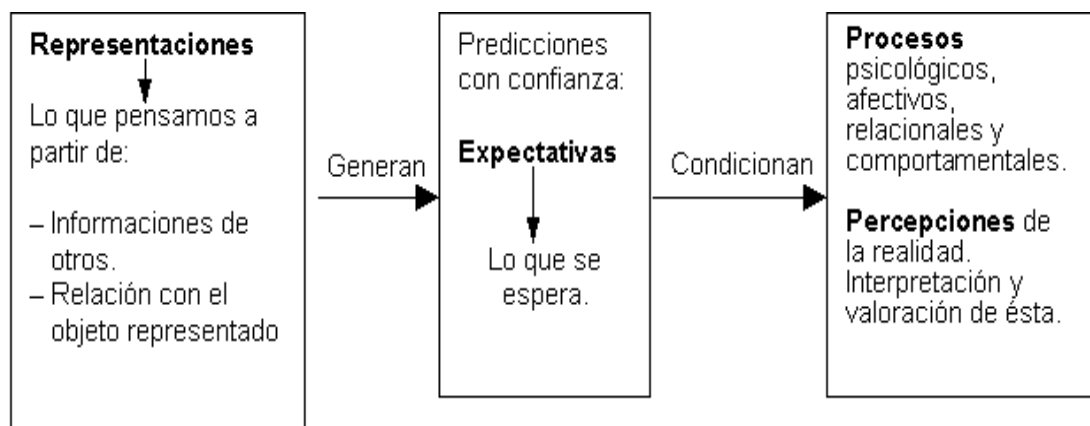 Representaciones
Lo que pensamos a
partir de:
– Informaciones de
otros.
– Relación con el
objeto representado
Generan
Predicciones
con confianza:
Expectativas
Lo que se
espera.
Condicionan
Procesos
psicológicos,
afectivos,
relacionales y
comportamentales.
Percepciones de
la realidad.
Interpretación y
valoración de ésta.